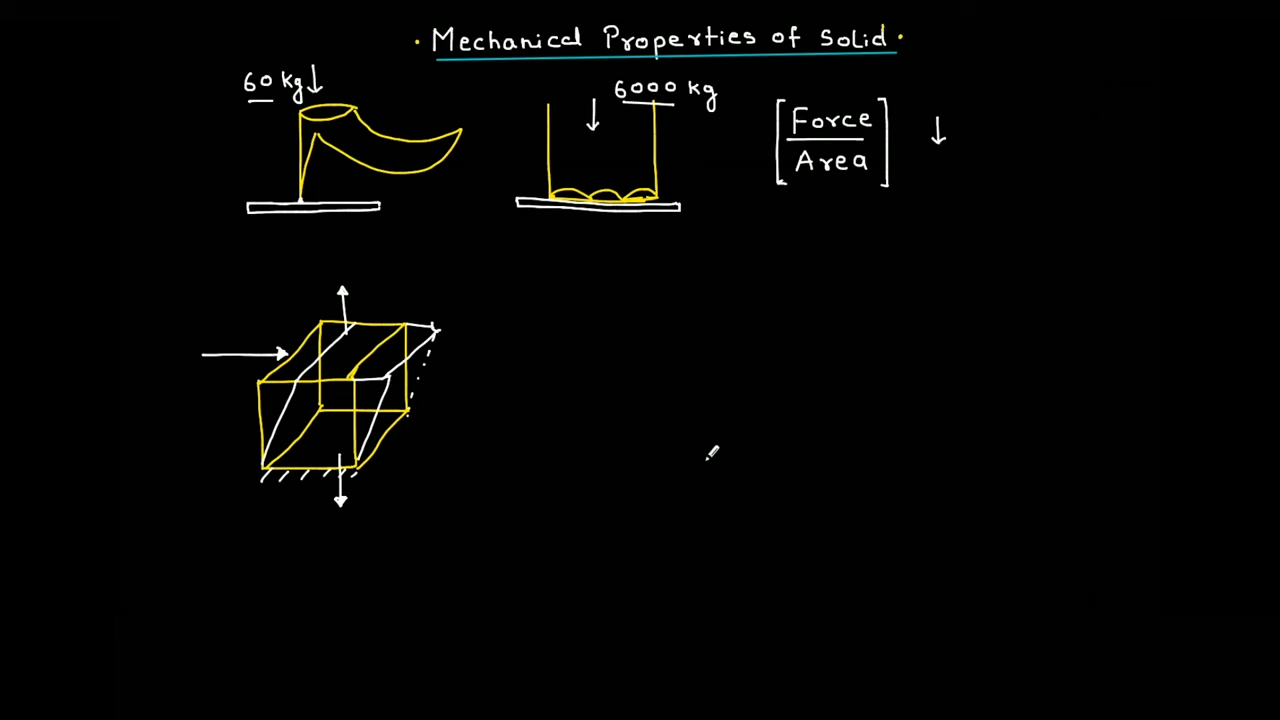 Mechanical Properties of Solid
60 kg
6000 kg
Force
Area